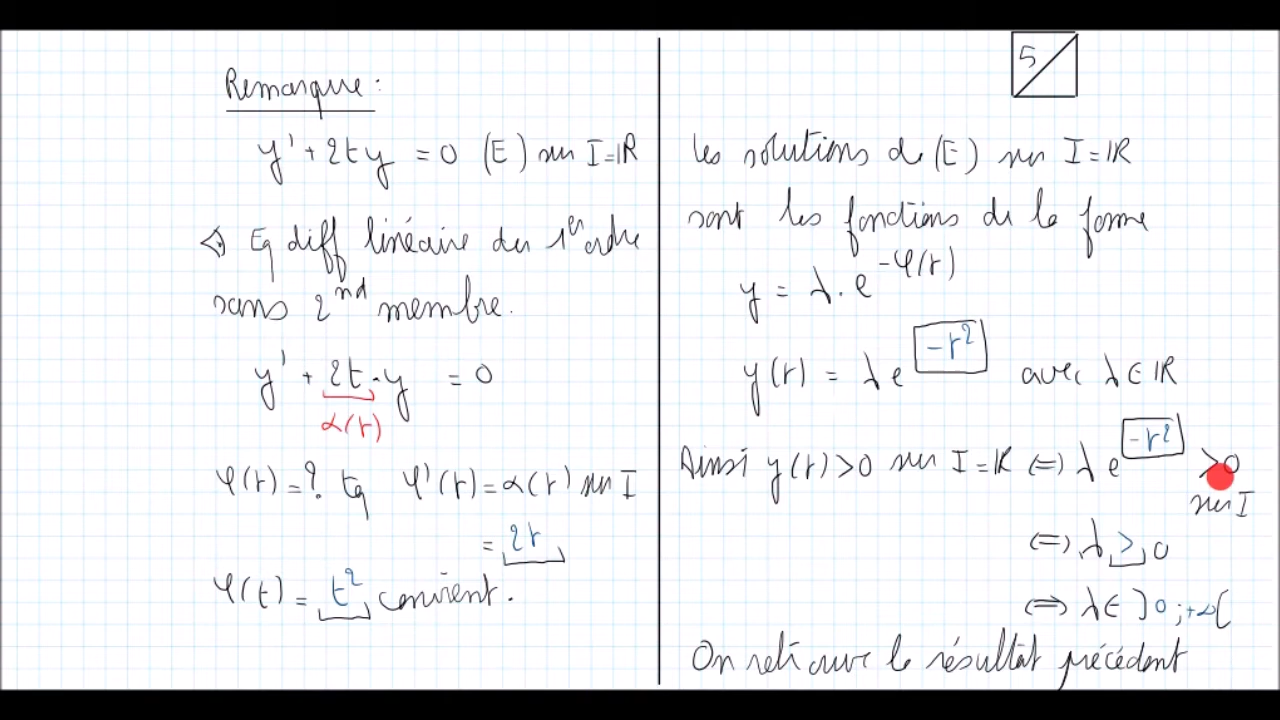 Remarque :
y' + 2ty = 0 (E) sur I = ℝ
Eq diff linéaire du 1er ordre
sans 2nd membre.
y' + 2t · y = 0
α(t)
φ(t) = ? tq φ'(t) = α(t) sur I
= 2t
φ(t) = t² convient.
5
les solutions de (E) sur I = ℝ
sont les fonctions de la forme
y = λ · e^{-φ(t)}
y(t) = λ e^{-t²} avec λ ∈ ℝ
Ainsi y(t) > 0 sur I = ℝ ⟺ λ e^{-t²} > 0
sur I
⟺ λ > 0
⟺ λ ∈ ]0 ; +∞[
On retrouve le résultat précédent